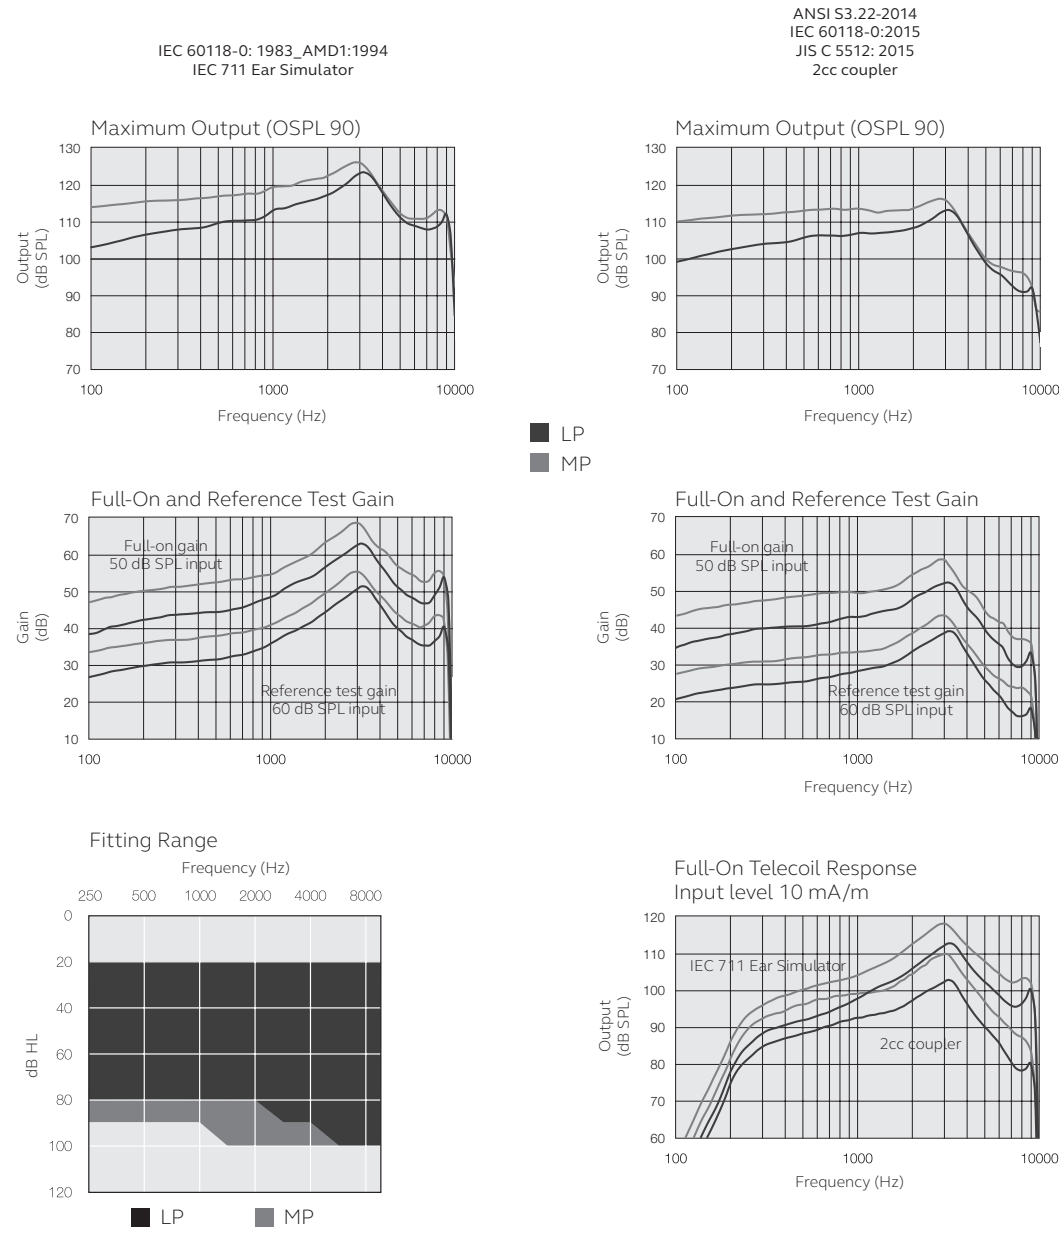 IEC 60118-0: 1983_AMD1:1994
IEC 711 Ear Simulator
ANSI S3.22-2014
IEC 60118-0:2015
JIS C 5512: 2015
2cc coupler
Maximum Output (OSPL 90)
130
120
110
100
90
80
70
Output
(dB SPL)
100
1000
10000
Frequency (Hz)
Maximum Output (OSPL 90)
130
120
110
100
90
80
70
Output
(dB SPL)
100
1000
10000
Frequency (Hz)
LP
MP
Full-On and Reference Test Gain
70
60
50
40
30
20
10
Gain
(dB)
Full-on gain
50 dB SPL input
Reference test gain
60 dB SPL input
100
1000
10000
Full-On and Reference Test Gain
70
60
50
40
30
20
10
Gain
(dB)
Full-on gain
50 dB SPL input
Reference test gain
60 dB SPL input
100
1000
10000
Frequency (Hz)
Fitting Range
Frequency (Hz)
250
500
1000
2000
4000
8000
0
20
40
60
80
100
120
dB HL
LP
MP
Full-On Telecoil Response
Input level 10 mA/m
120
110
100
90
80
70
60
Output
(dB SPL)
IEC 711 Ear Simulator
2cc coupler
100
1000
10000
Frequency (Hz)